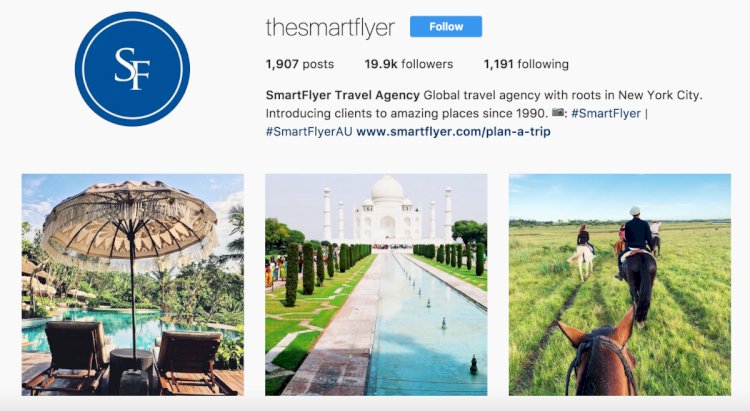 SF
thesmartflyer Follow
1,907 posts 19.9k followers 1,191 following
SmartFlyer Travel Agency Global travel agency with roots in New York City.
Introducing clients to amazing places since 1990. 📷: #SmartFlyer |
#SmartFlyerAU www.smartflyer.com/plan-a-trip